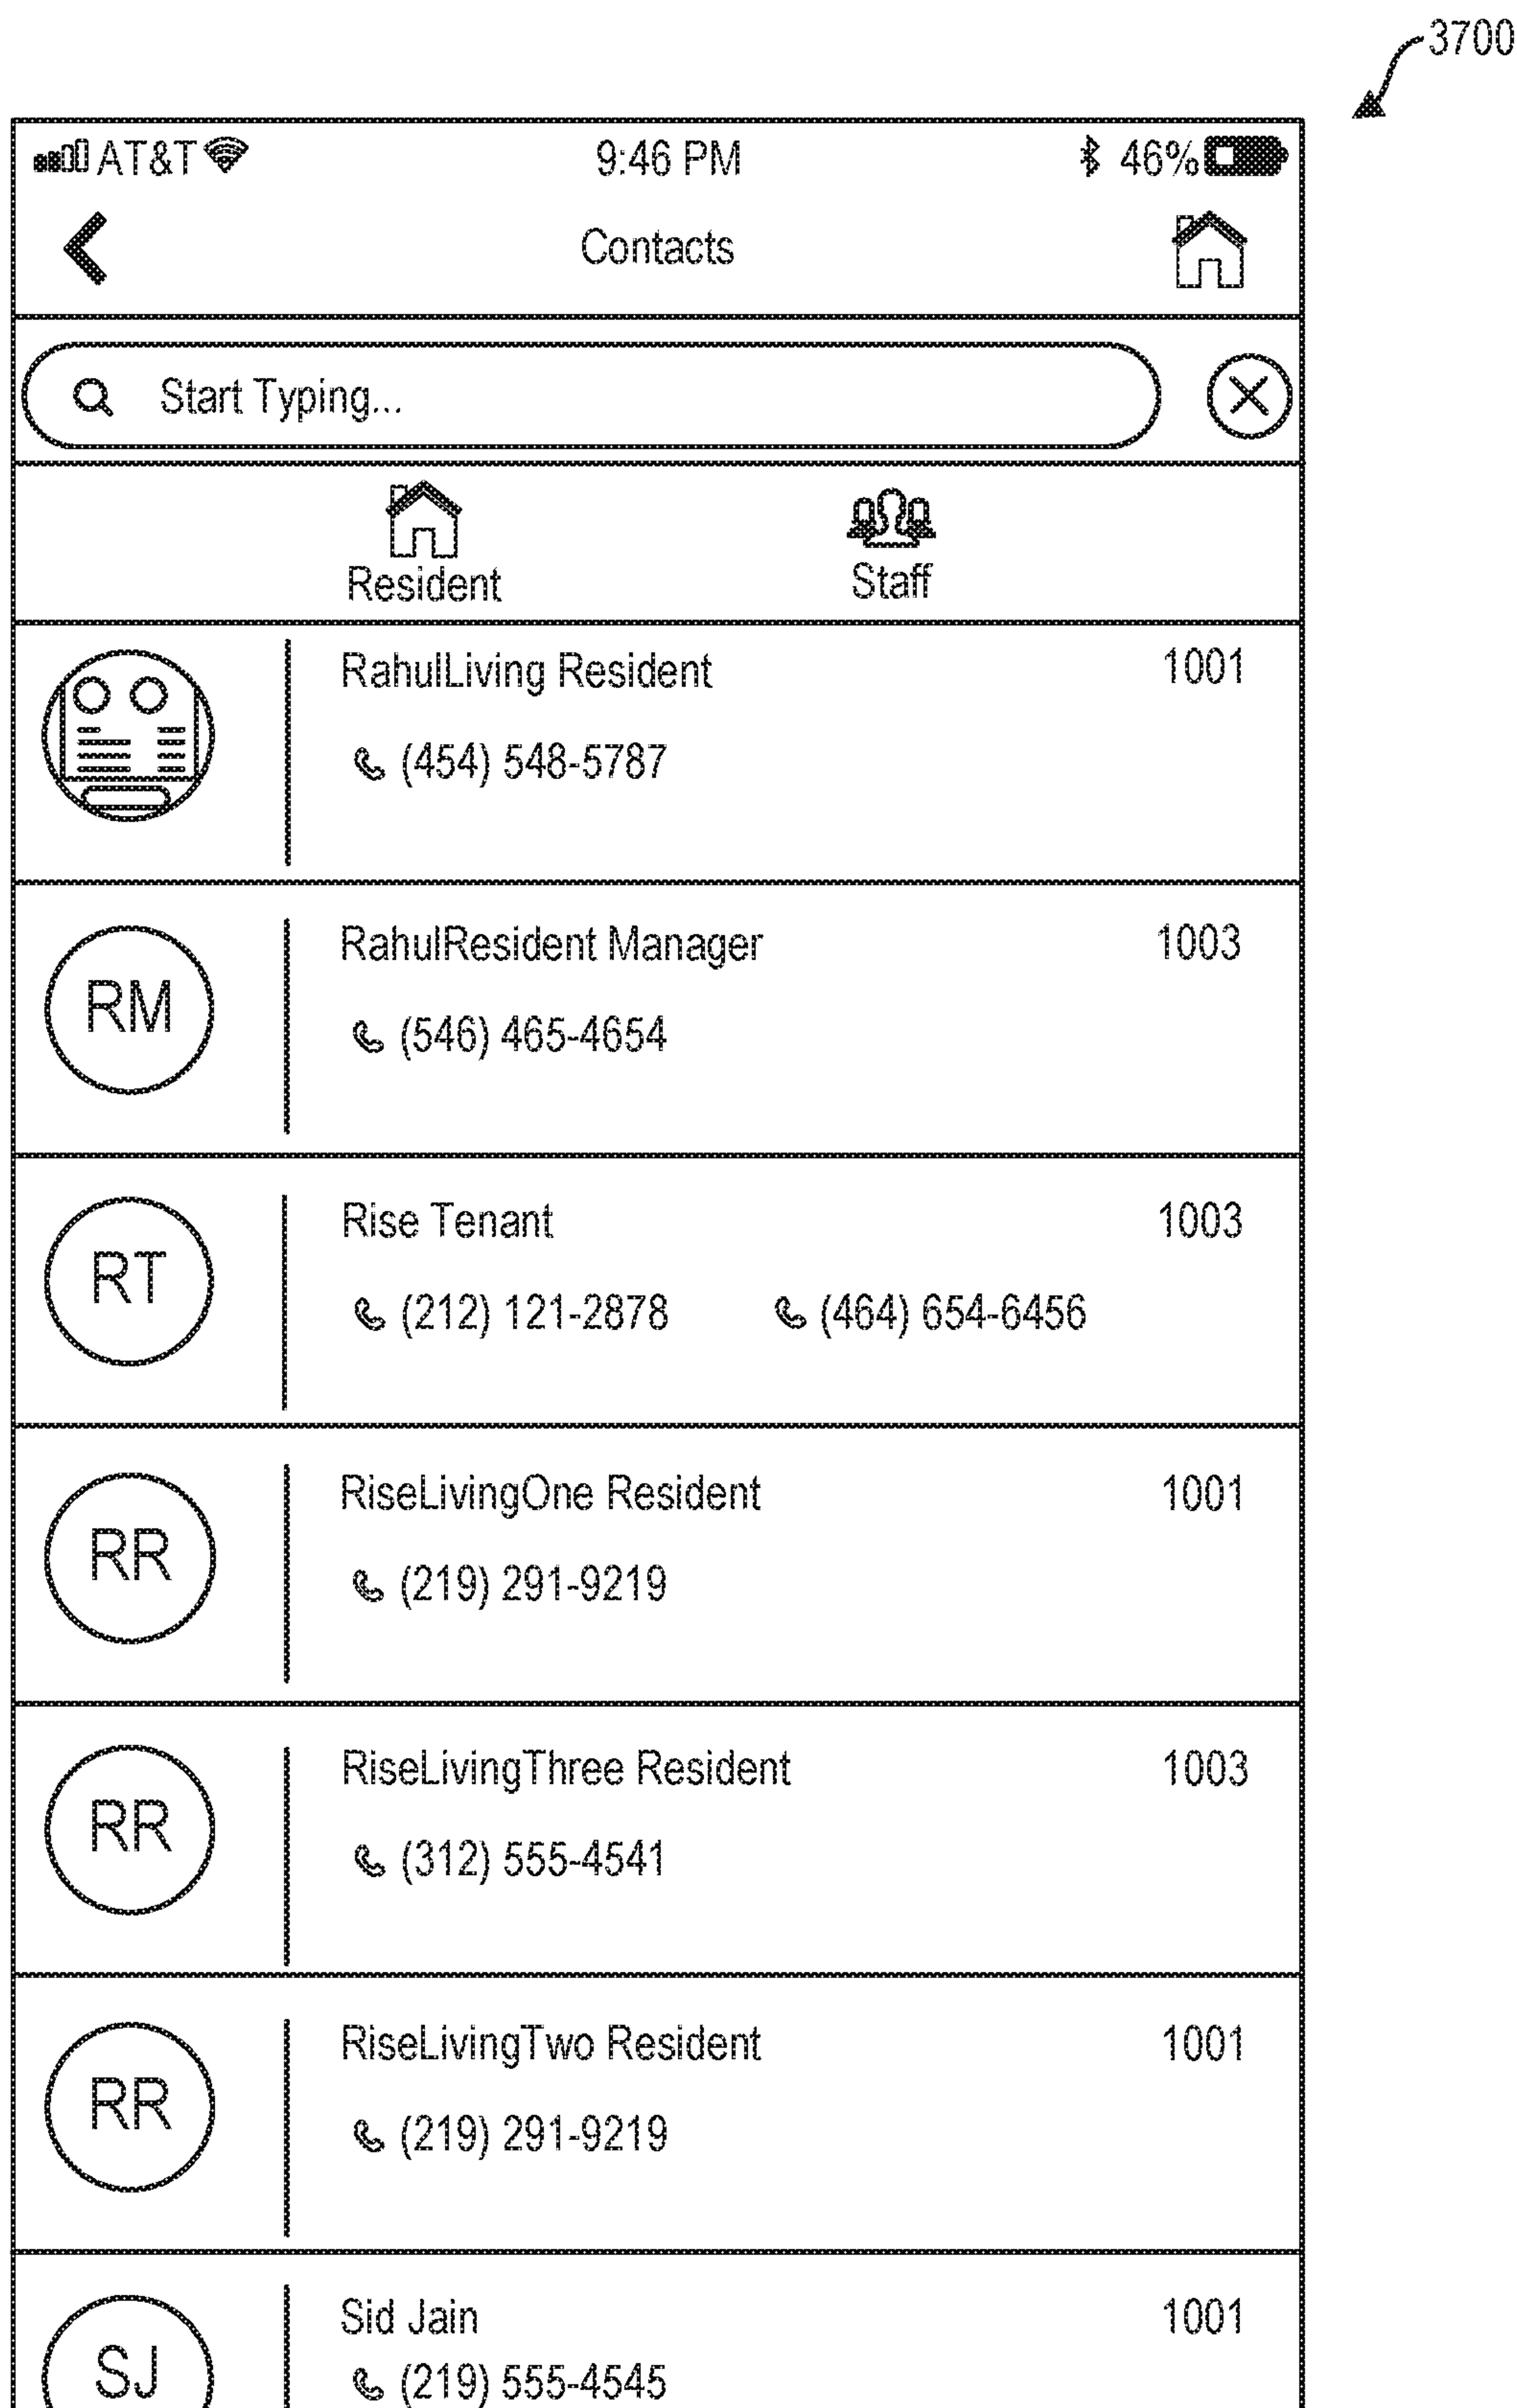 3700
AT&T 9:46 PM 46%
Contacts
Start Typing...
Resident Staff
RahulLiving Resident 1001
(454) 548-5787
RM
RahulResident Manager 1003
(546) 465-4654
RT
Rise Tenant 1003
(212) 121-2878 (464) 654-6456
RR
RiseLivingOne Resident 1001
(219) 291-9219
RR
RiseLivingThree Resident 1003
(312) 555-4541
RR
RiseLivingTwo Resident 1001
(219) 291-9219
SJ
Sid Jain 1001
(219) 555-4545